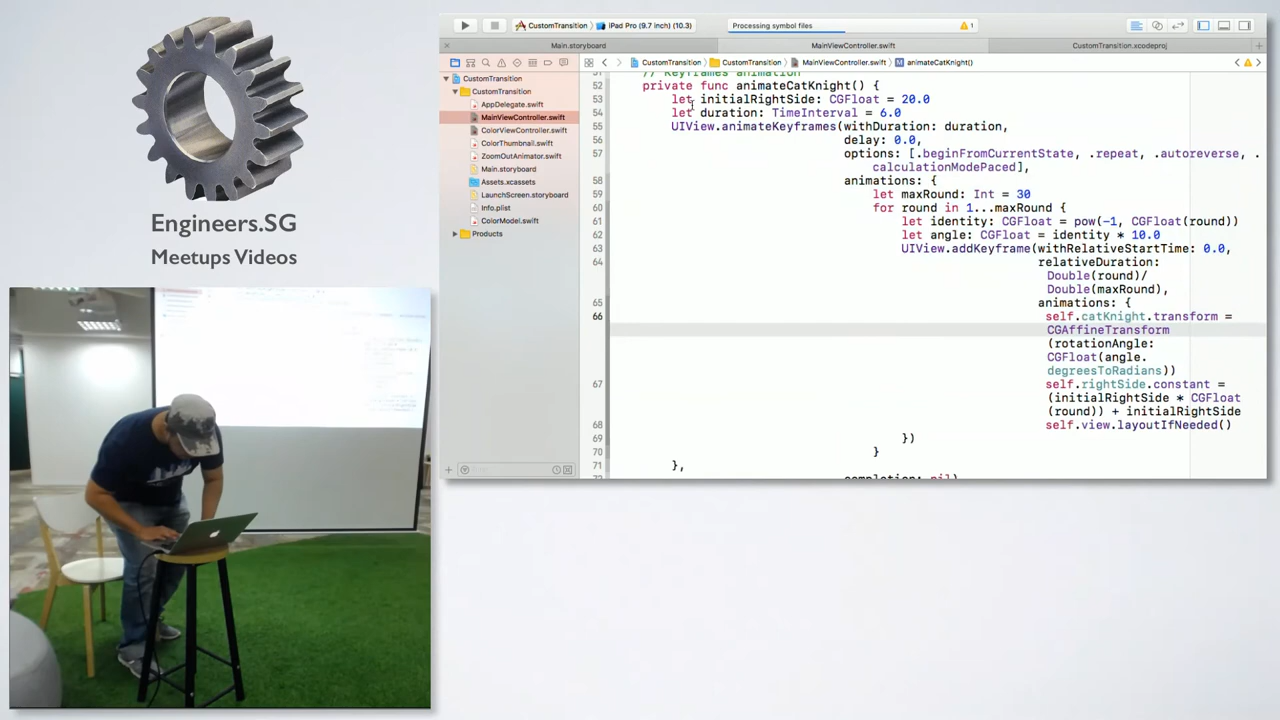 Engineers.SG
Meetups Videos
CustomTransition
iPad Pro (9.7 inch) (10.3)
Processing symbol files
1
Main.storyboard
MainViewController.swift
CustomTransition.xcodeproj
CustomTransition
CustomTransition
MainViewController.swift
animateCatKnight()
CustomTransition
CustomTransition
AppDelegate.swift
MainViewController.swift
ColorViewController.swift
ColorThumbnail.swift
ZoomOutAnimator.swift
Main.storyboard
Assets.xcassets
LaunchScreen.storyboard
Info.plist
ColorModel.swift
Products
51 // Keyframes animation
52 private func animateCatKnight() {
53 let initialRightSide: CGFloat = 20.0
54 let duration: TimeInterval = 6.0
55 UIView.animateKeyframes(withDuration: duration,
56 delay: 0.0,
57 options: [.beginFromCurrentState, .repeat, .autoreverse, .
calculationModePaced],
58 animations: {
59 let maxRound: Int = 30
60 for round in 1...maxRound {
61 let identity: CGFloat = pow(-1, CGFloat(round))
62 let angle: CGFloat = identity * 10.0
63 UIView.addKeyframe(withRelativeStartTime: 0.0,
64 relativeDuration:
Double(round)/
Double(maxRound),
65 animations: {
66 self.catKnight.transform =
CGAffineTransform
(rotationAngle:
CGFloat(angle.
degreesToRadians))
67 self.rightSide.constant =
(initialRightSide * CGFloat
(round)) + initialRightSide
68 self.view.layoutIfNeeded()
69 })
70 }
71 },
72 completion: nil)